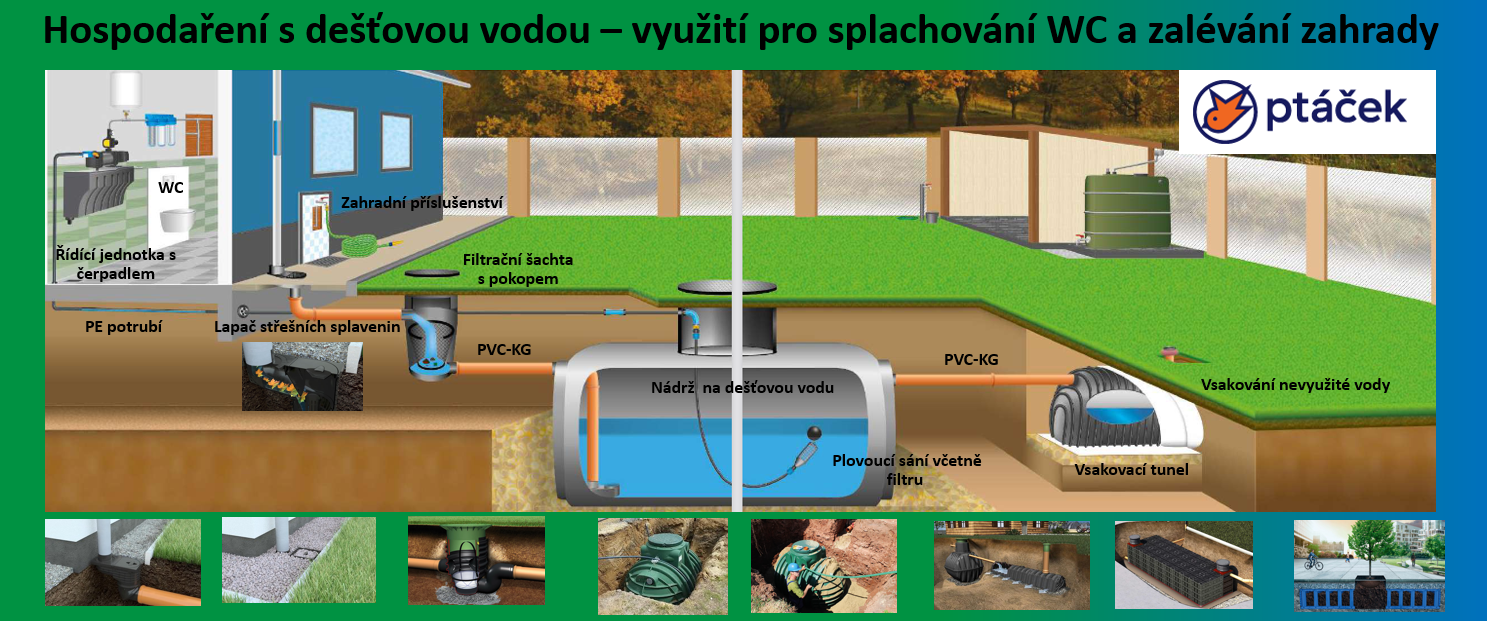 Hospodaření s dešťovou vodou – využití pro splachování WC a zalévání zahrady
ptáček
WC
Zahradní příslušenství
Řídící jednotka s
čerpadlem
Filtrační šachta
s pokopem
PE potrubí
Lapač střešních splavenin
PVC-KG
PVC-KG
Nádrž na dešťovou vodu
Vsakování nevyužité vody
Plovoucí sání včetně
filtru
Vsakovací tunel